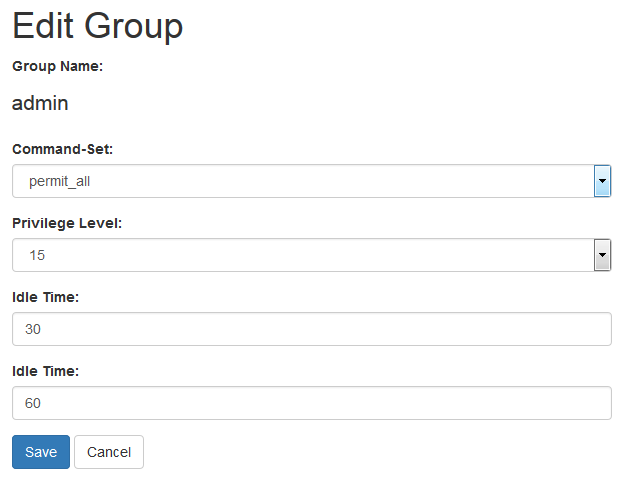 Edit Group
Group Name:
admin
Command-Set:
permit_all
Privilege Level:
15
Idle Time:
30
Idle Time:
60
Save Cancel